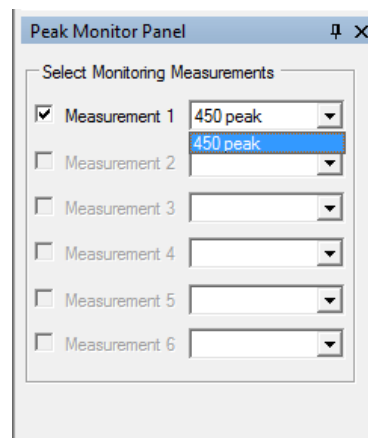 Peak Monitor Panel
Select Monitoring Measurements
Measurement 1 450 peak
450 peak
Measurement 2
Measurement 3
Measurement 4
Measurement 5
Measurement 6